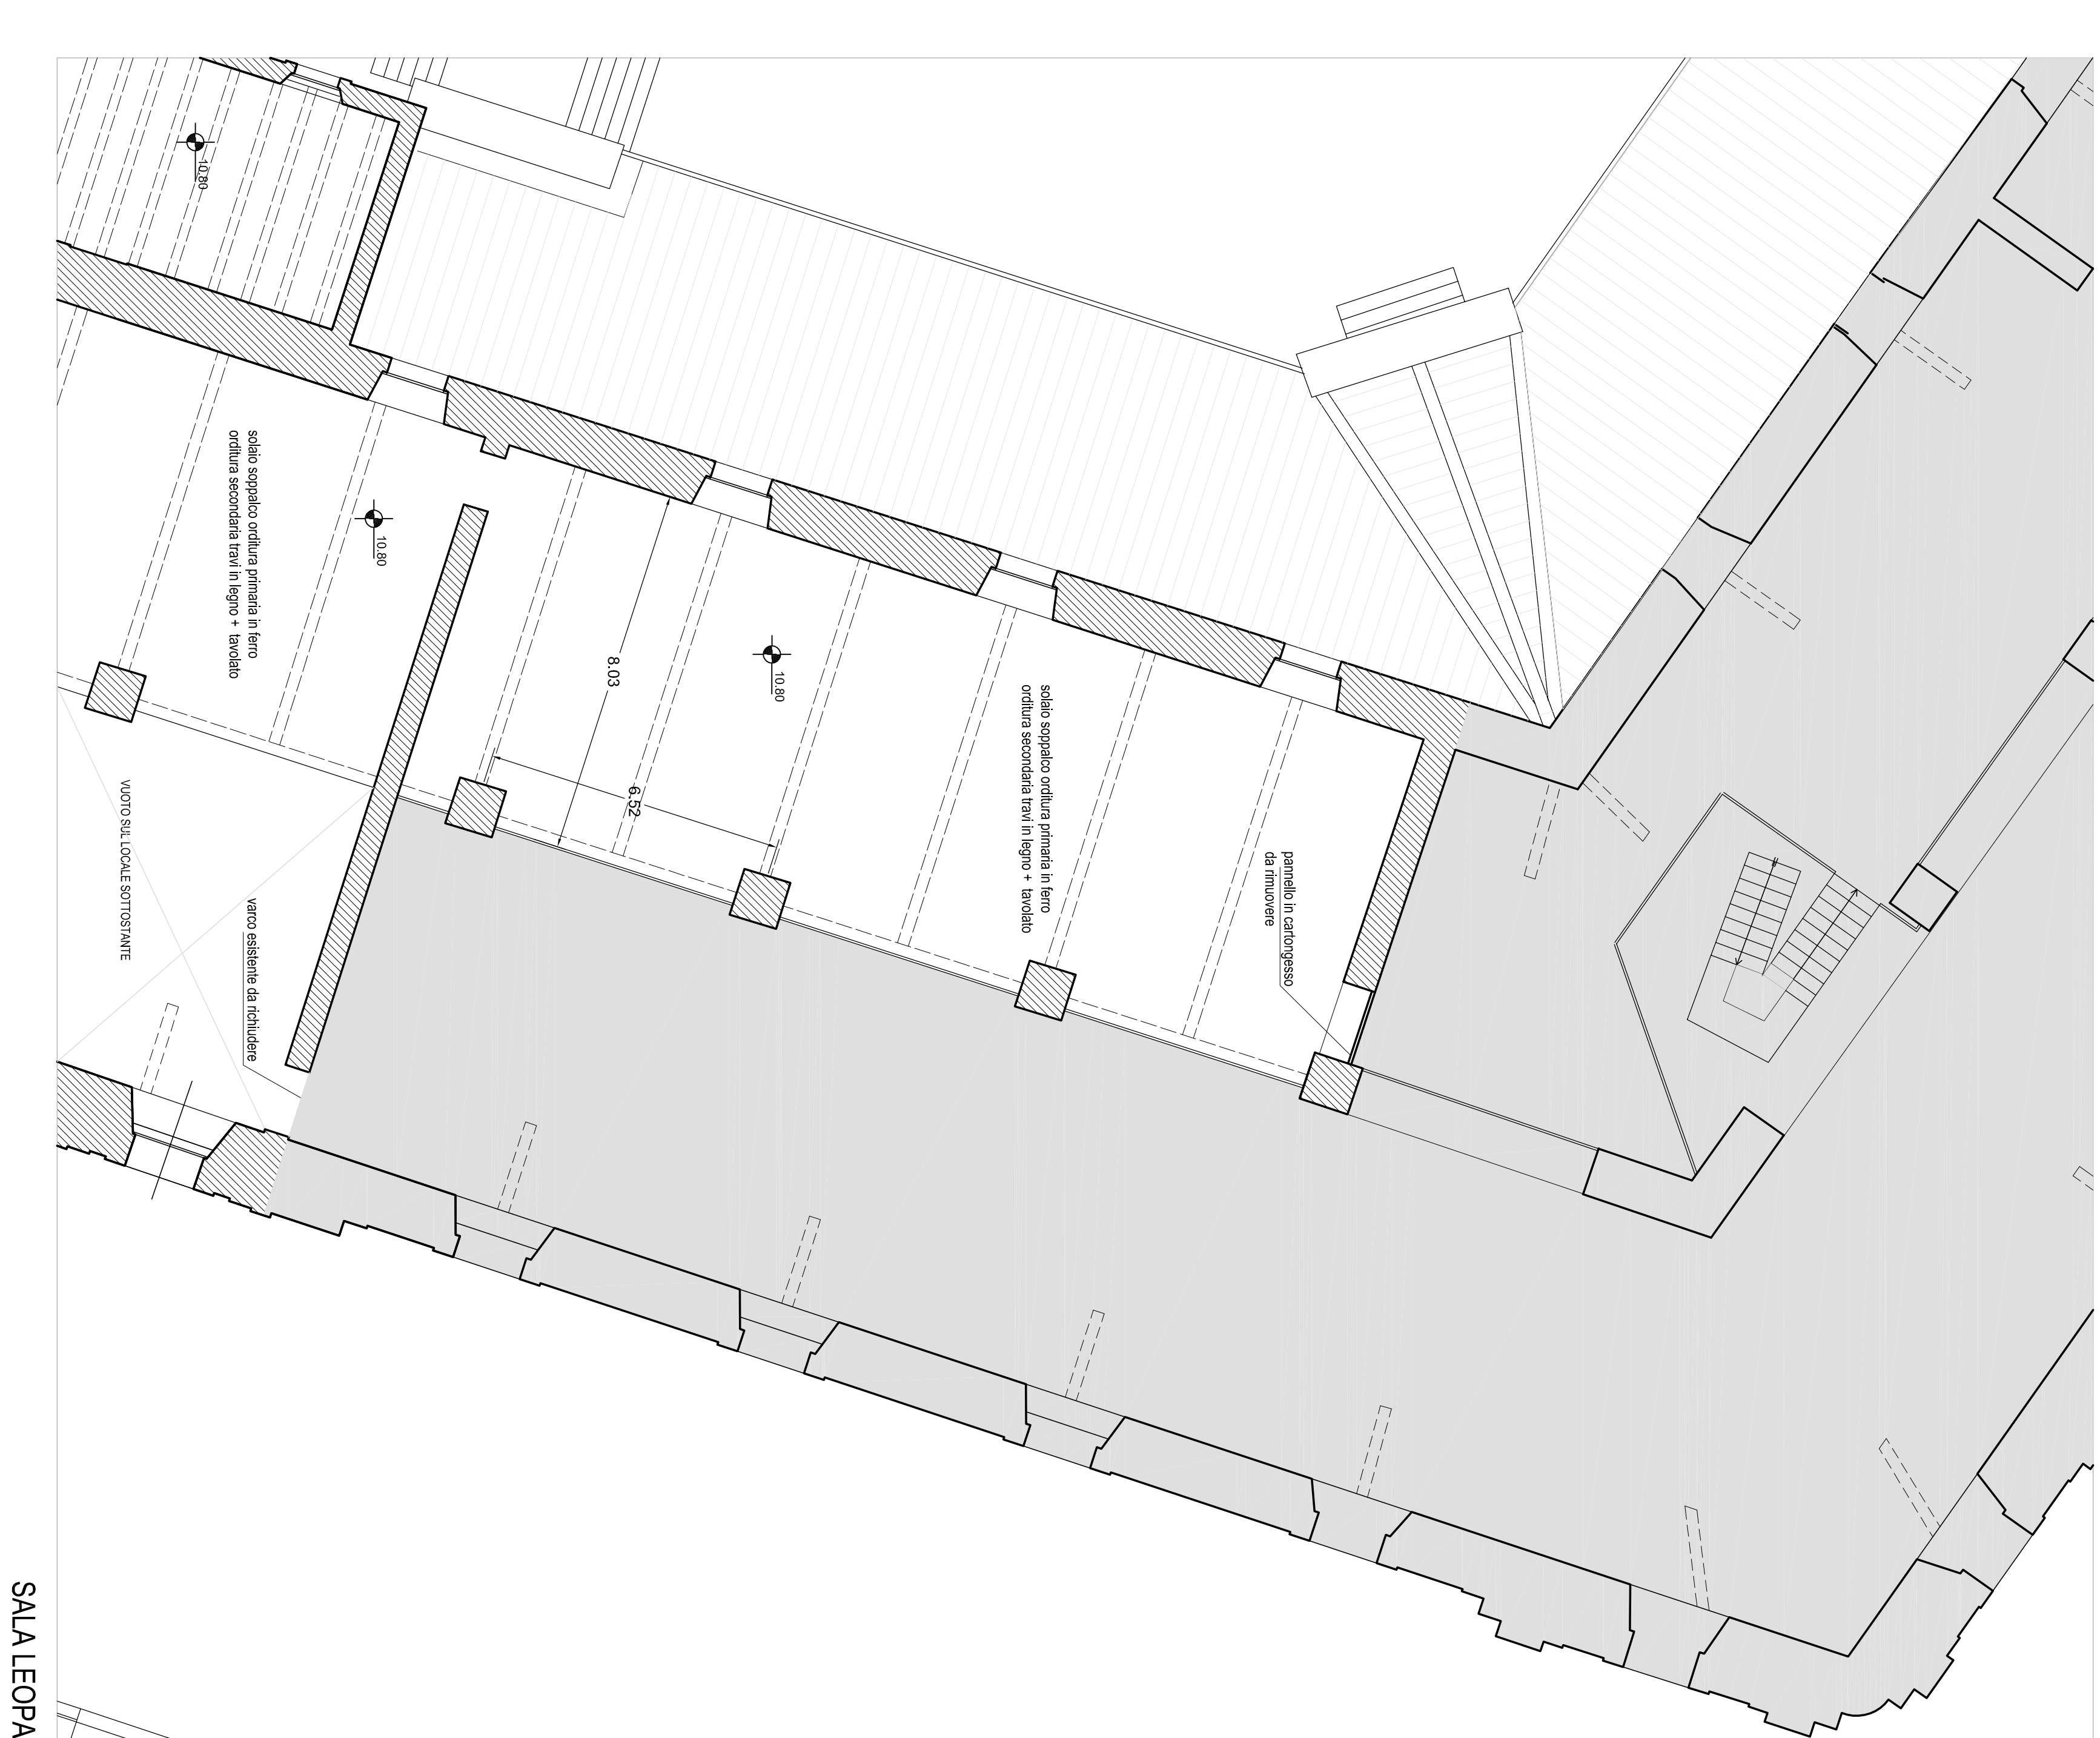 10.80
solaio soppalco orditura primaria in ferro
orditura secondaria travi in legno + tavolato
10.80
8.03
6.52
10.80
solaio soppalco orditura primaria in ferro
orditura secondaria travi in legno + tavolato
pannello in cartongesso
da rimuovere
VUOTO SUL LOCALE SOTTOSTANTE
varco esistente da richiudere
SALA LEOPA